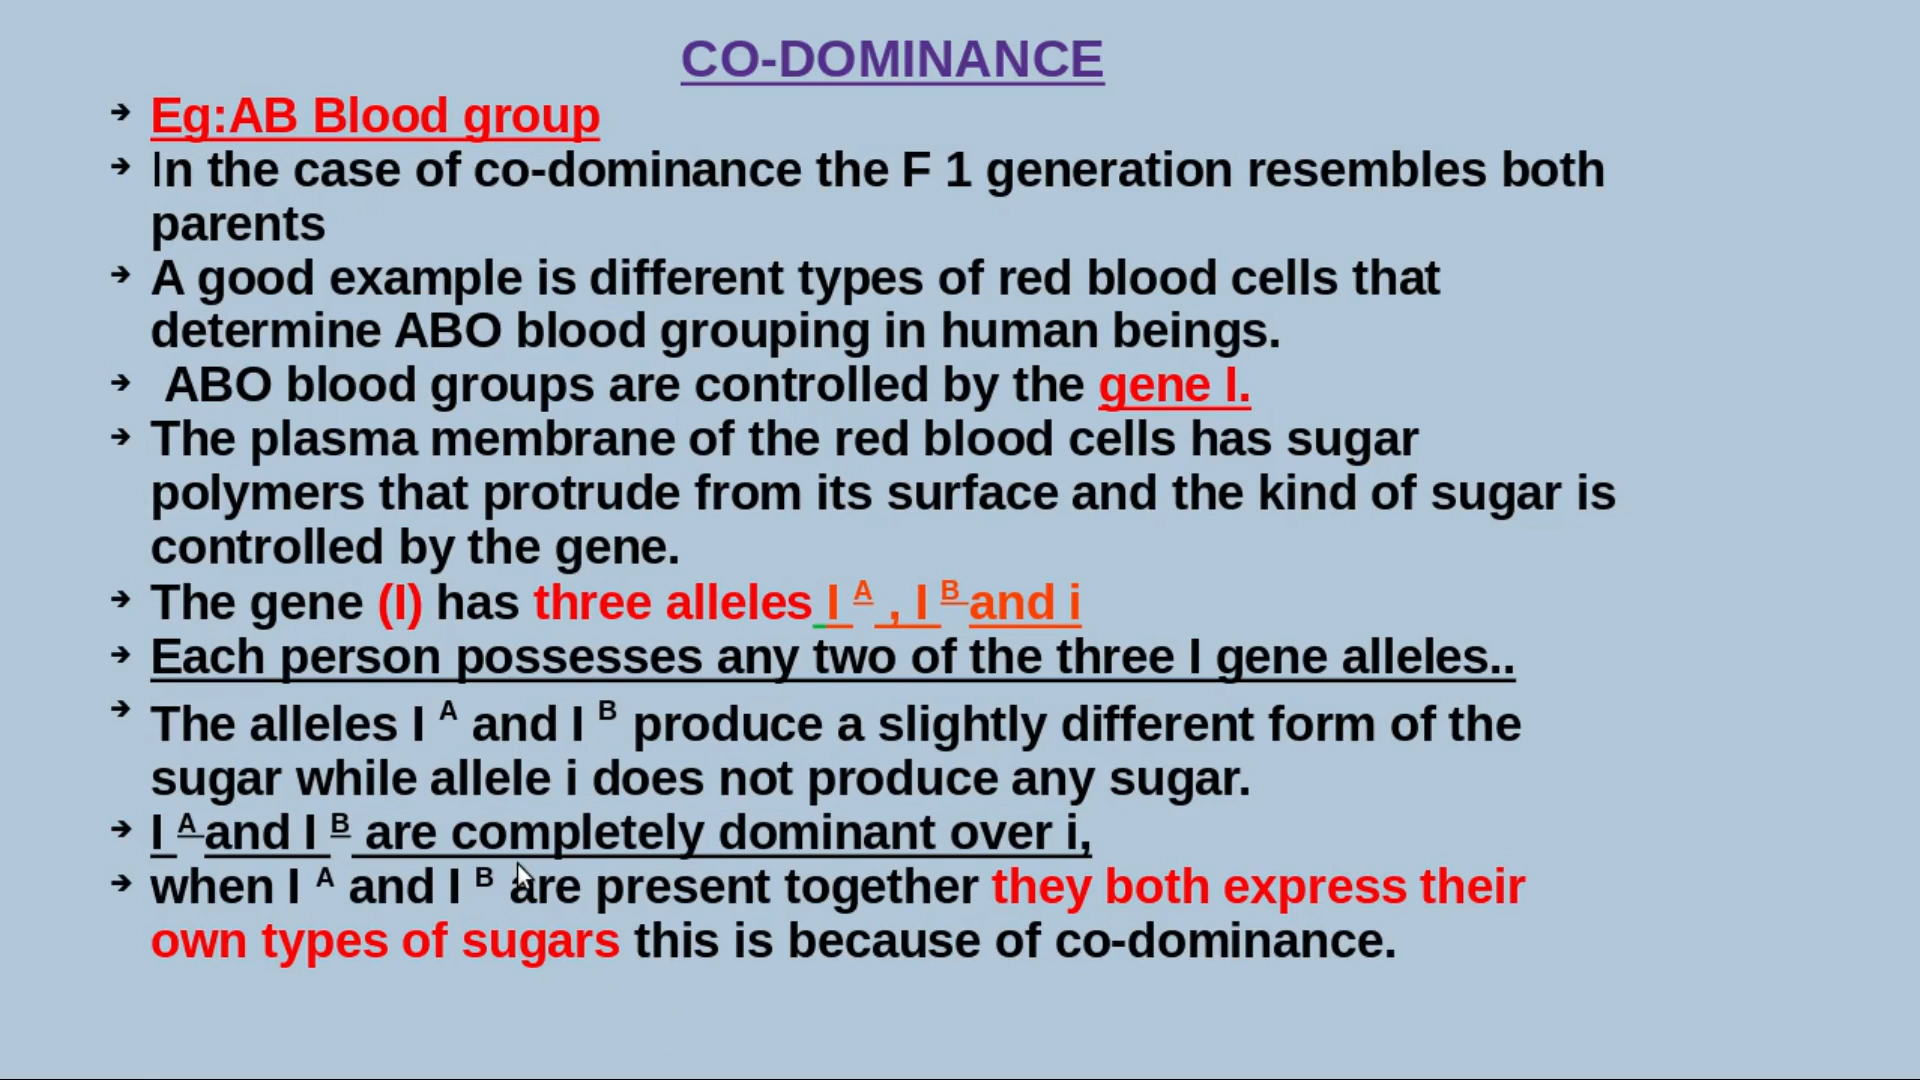 CO-DOMINANCE
➔ Eg:AB Blood group
➔ In the case of co-dominance the F 1 generation resembles both
parents
➔ A good example is different types of red blood cells that
determine ABO blood grouping in human beings.
➔ ABO blood groups are controlled by the gene I.
➔ The plasma membrane of the red blood cells has sugar
polymers that protrude from its surface and the kind of sugar is
controlled by the gene.
➔ The gene (I) has three alleles I ᴬ , I ᴮ and i
➔ Each person possesses any two of the three I gene alleles..
➔ The alleles I ᴬ and I ᴮ produce a slightly different form of the
sugar while allele i does not produce any sugar.
➔ I ᴬ and I ᴮ are completely dominant over i,
➔ when I ᴬ and I ᴮ are present together they both express their
own types of sugars this is because of co-dominance.